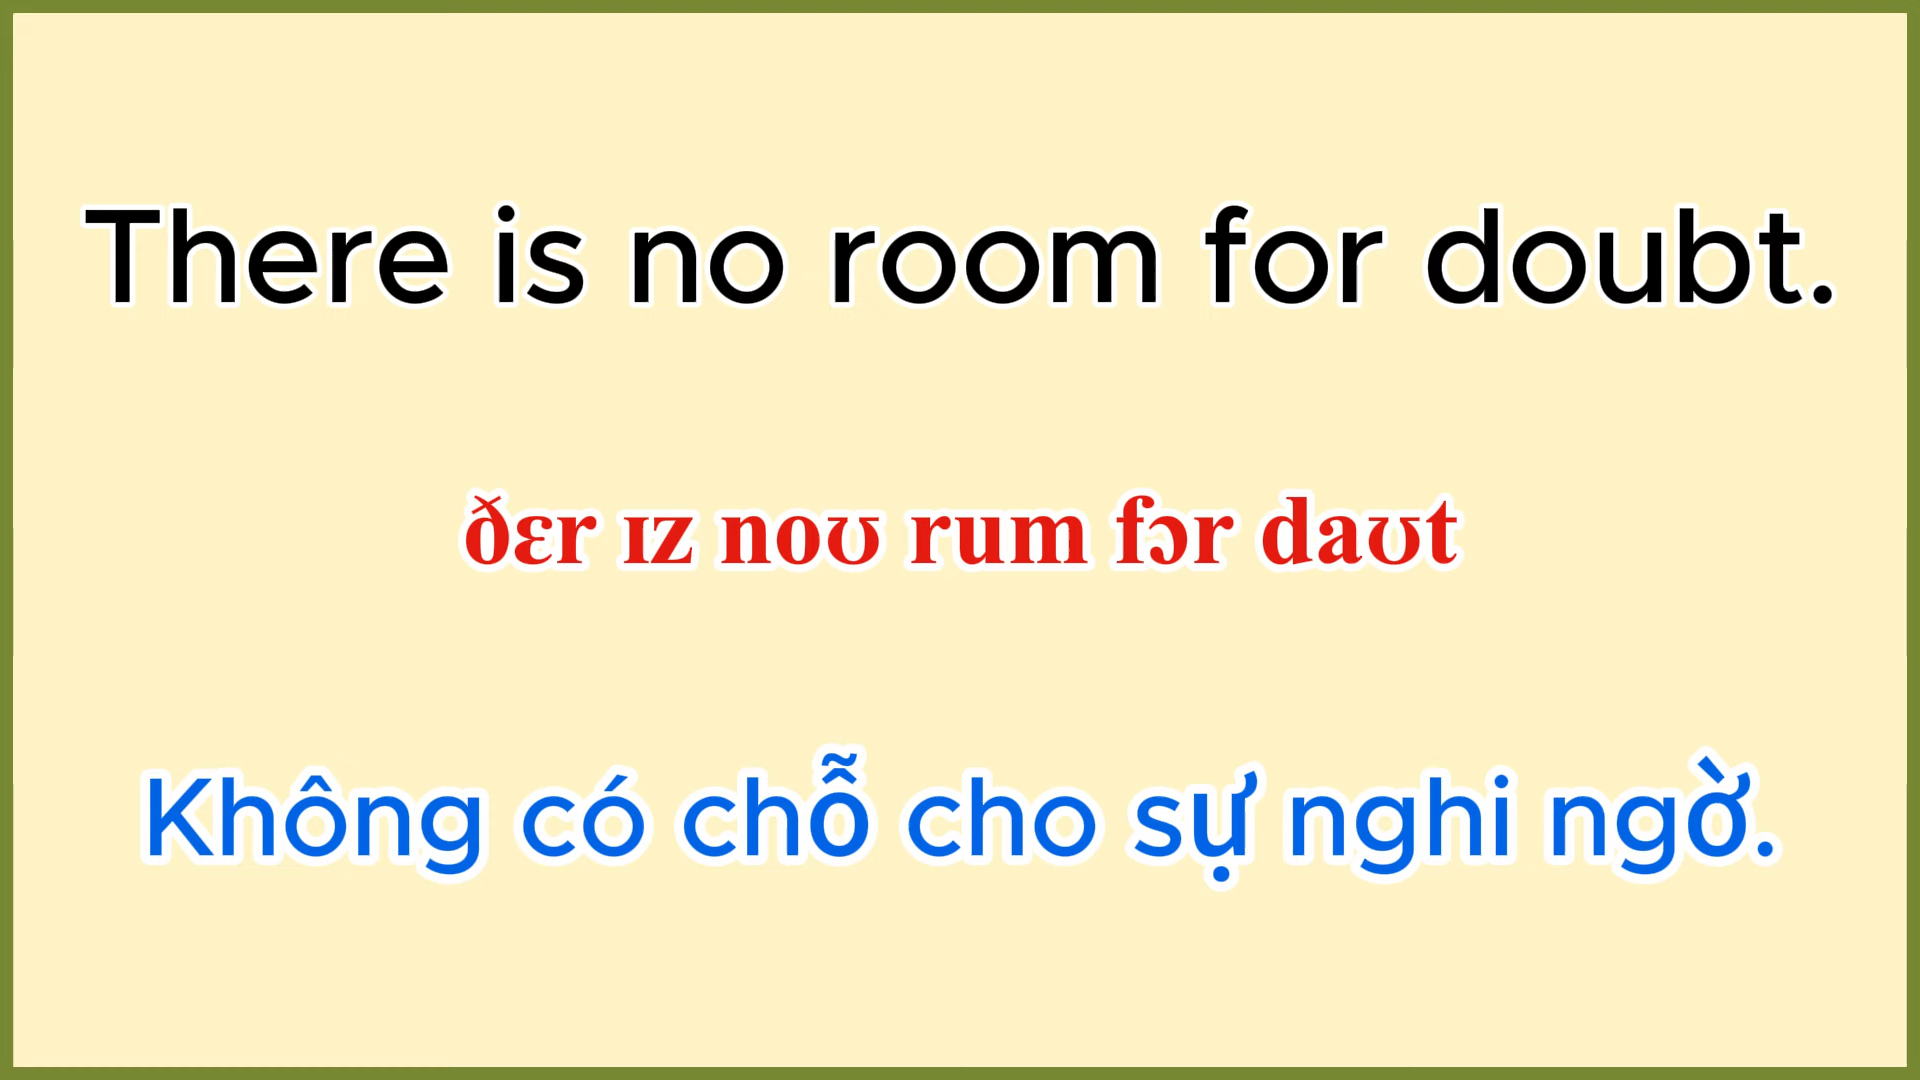 There is no room for doubt.
ðɛr ɪz noʊ rum fɔr daʊt
Không có chỗ cho sự nghi ngờ.